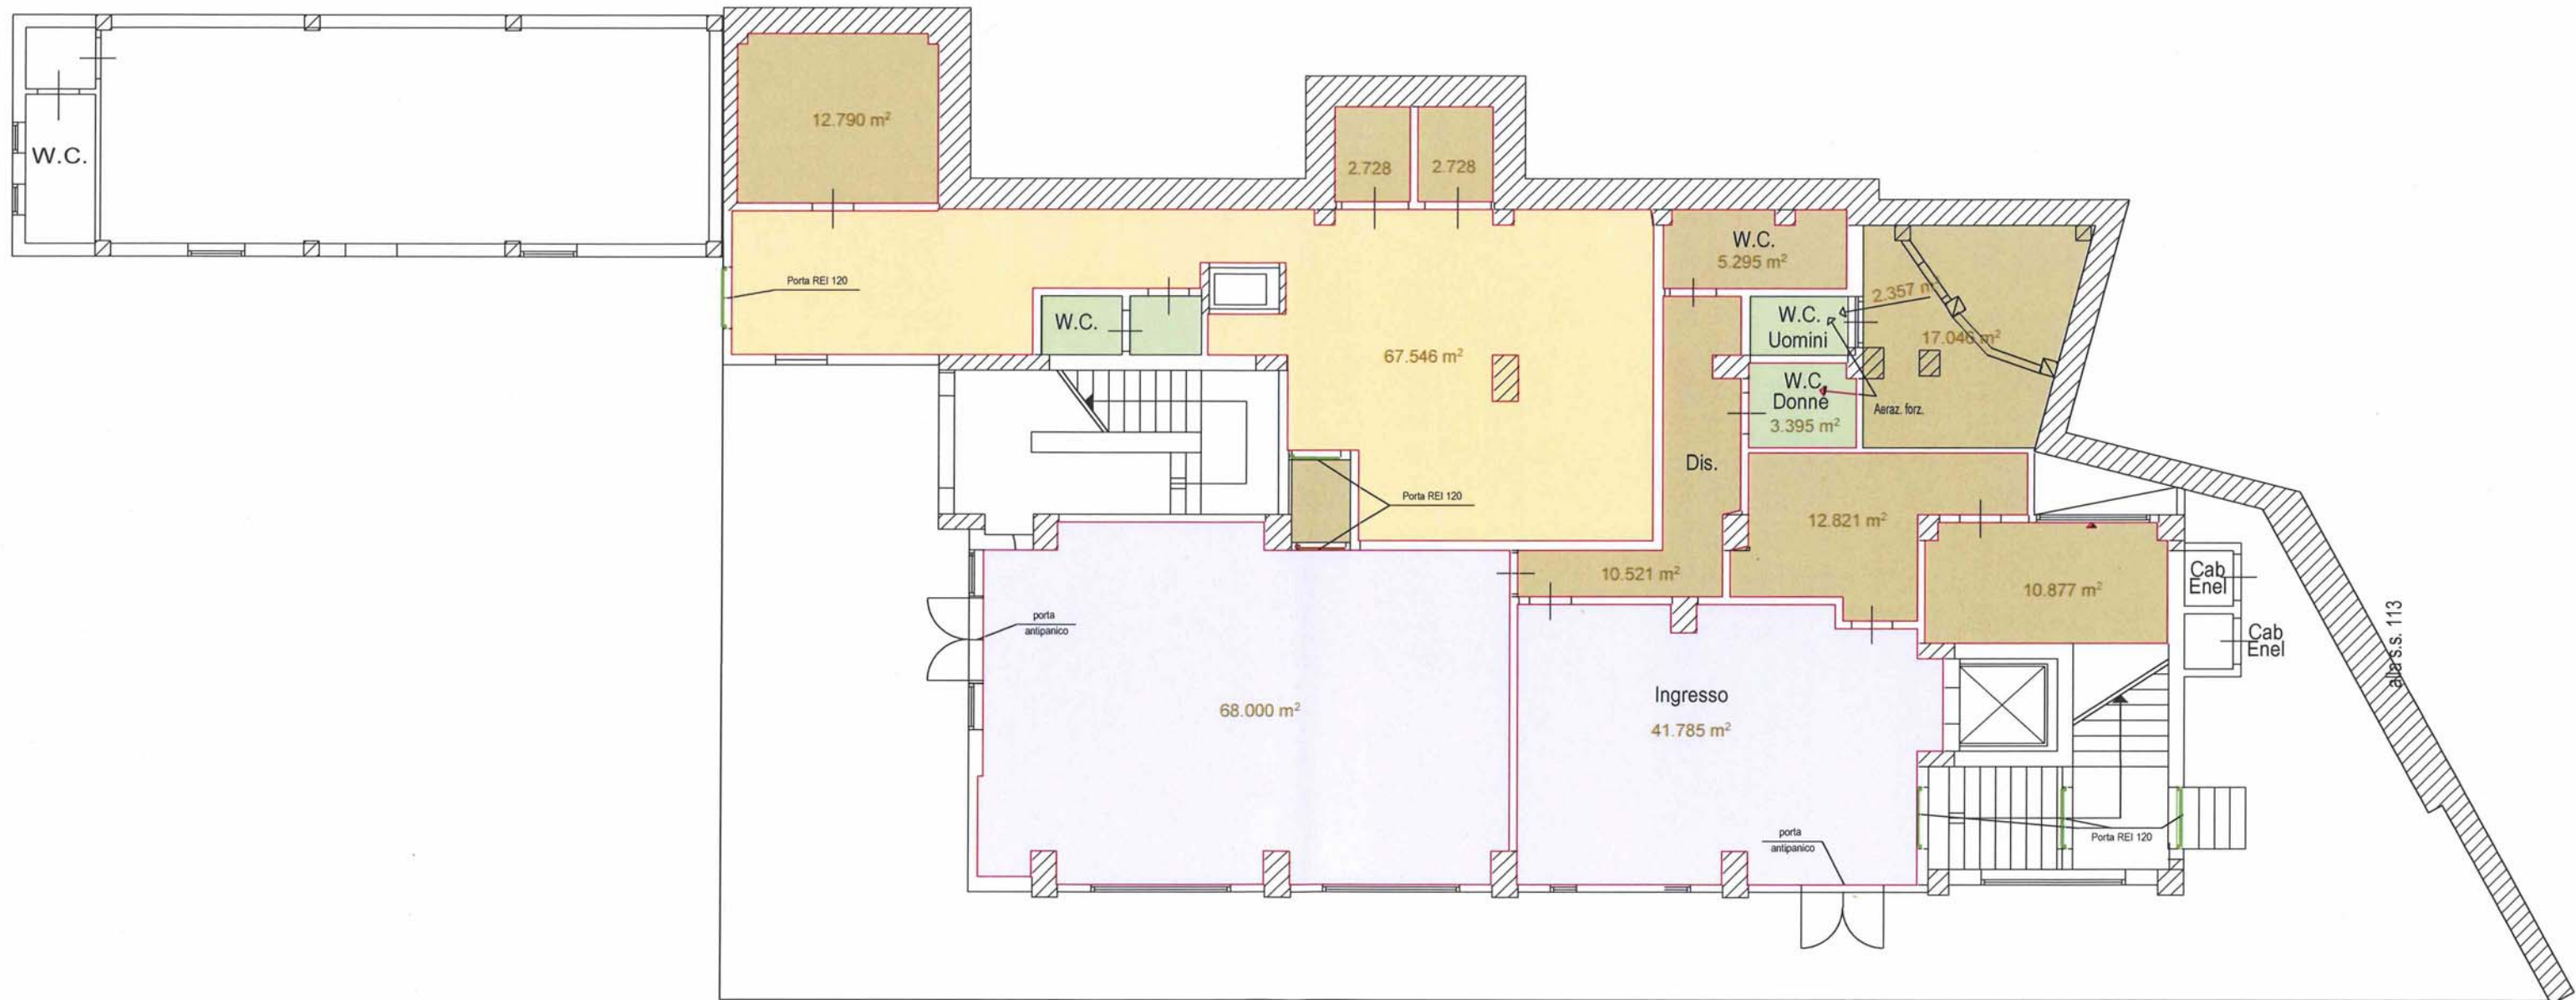 12.790 m²
2.728
2.728
W.C.
W.C.
5.295 m²
Porta REI 120
2.357 m²
W.C.
W.C.
Uomini
17.046 m²
67.546 m²
W.C.
Donne
3.395 m²
Aeraz. forz.
Dis.
Porta REI 120
12.821 m²
10.521 m²
10.877 m²
Cab
Enel
Cab
Enel
alla s.s. 113
porta
antipanico
68.000 m²
Ingresso
41.785 m²
porta
antipanico
Porta REI 120